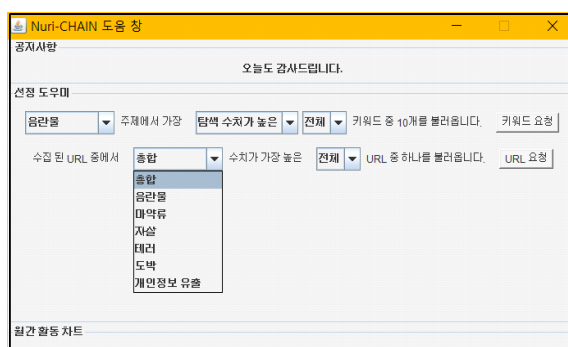 Nuri-CHAIN 도움 창
공지사항
오늘도 감사드립니다.
선정 도우미
음란물 주제에서 가장 탐색 수치가 높은 전체 키워드 중 10개를 불러옵니다. 키워드 요청
수집 된 URL 중에서 총합 수치가 가장 높은 전체 URL 중 하나를 불러옵니다. URL 요청
총합
음란물
마약류
자살
테러
도박
개인정보 유출
월간 활동 차트